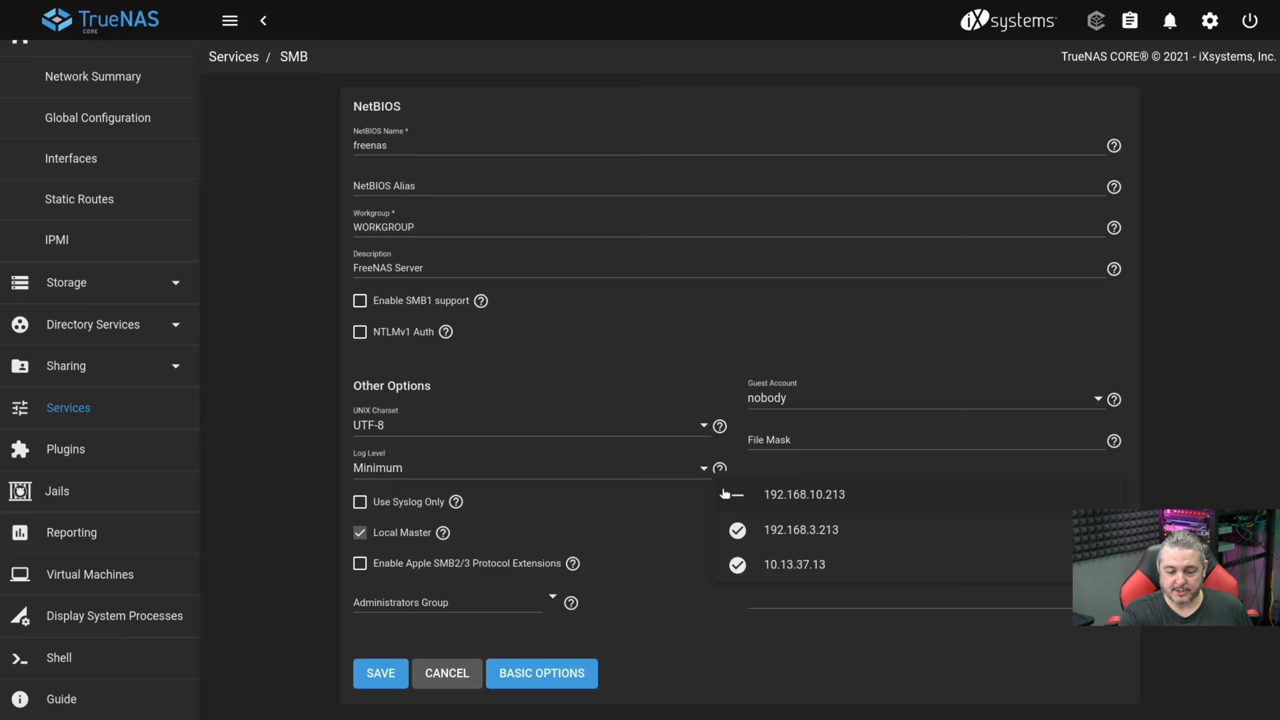 TrueNAS
CORE
iXsystems
Services / SMB
TrueNAS CORE® © 2021 - iXsystems, Inc.
Network Summary
Global Configuration
Interfaces
Static Routes
IPMI
Storage
Directory Services
Sharing
Services
Plugins
Jails
Reporting
Virtual Machines
Display System Processes
Shell
Guide
NetBIOS
NetBIOS Name *
freenas
NetBIOS Alias
Workgroup *
WORKGROUP
Description
FreeNAS Server
Enable SMB1 support
NTLMv1 Auth
Other Options
UNIX Charset
UTF-8
Log Level
Minimum
Use Syslog Only
Local Master
Enable Apple SMB2/3 Protocol Extensions
Administrators Group
Guest Account
nobody
File Mask
192.168.10.213
192.168.3.213
10.13.37.13
SAVE
CANCEL
BASIC OPTIONS